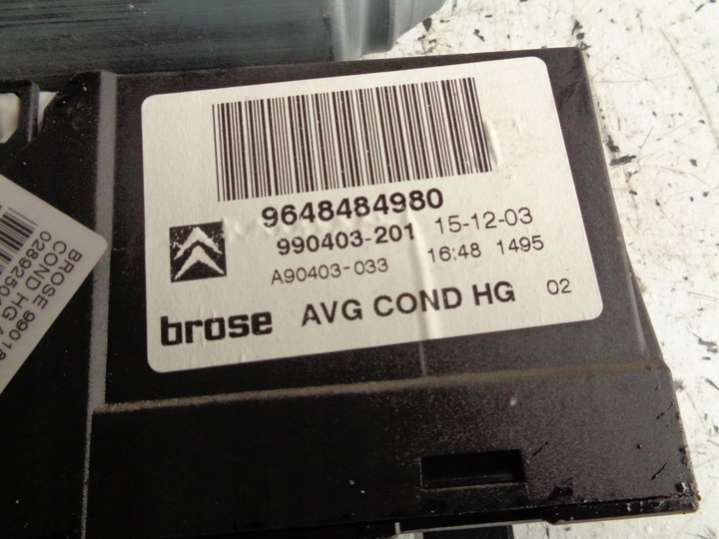 9648484980
990403-201 15-12-03
A90403-033 16:48 1495
brose AVG COND HG 02
BROSE 99018
COND HG